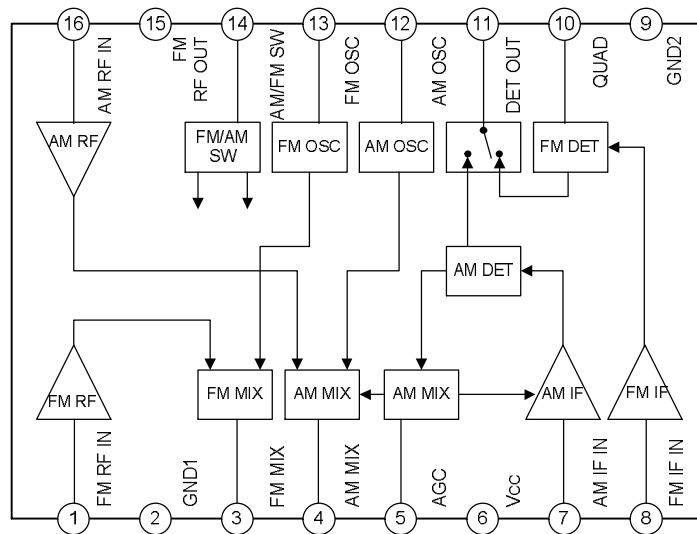 16
15
14
13
12
11
10
9
AM RF IN
FM
RF OUT
AM/FM SW
FM OSC
AM OSC
DET OUT
QUAD
GND2
AM RF
FM/AM
SW
FM OSC
AM OSC
FM DET
AM DET
FM RF
FM MIX
AM MIX
AM MIX
AM IF
FM IF
FM RF IN
GND1
FM MIX
AM MIX
AGC
Vcc
AM IF IN
FM IF IN
1
2
3
4
5
6
7
8